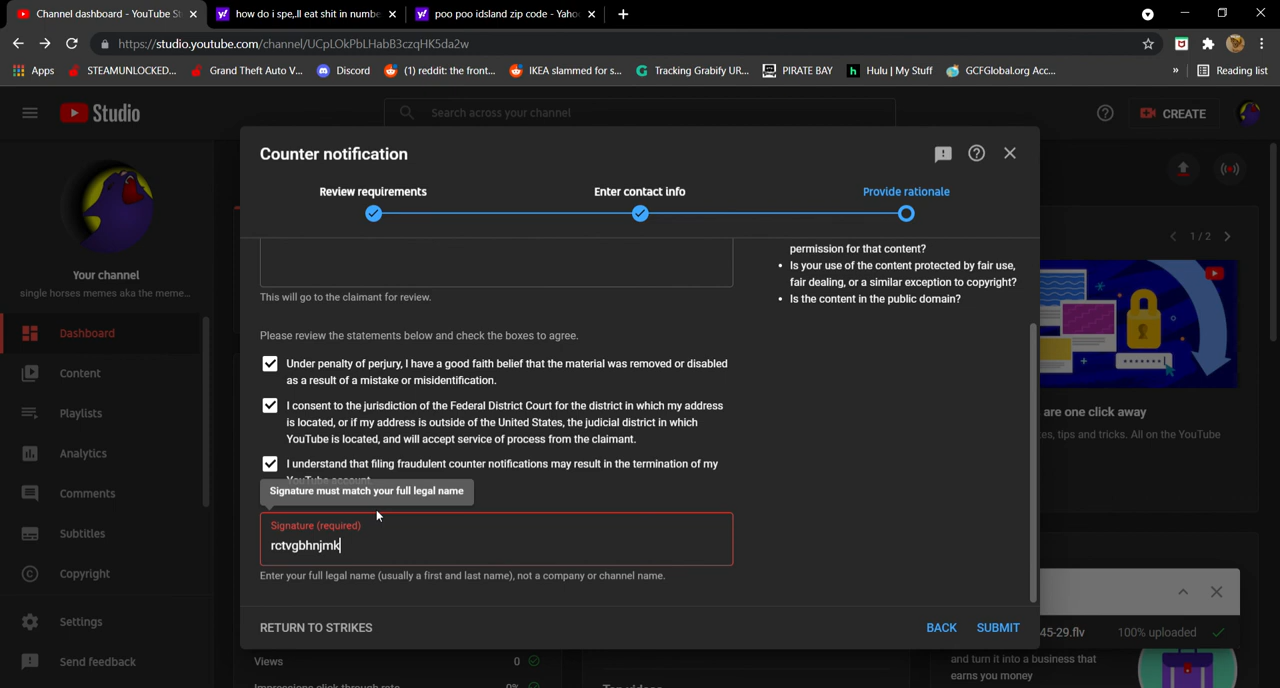 Channel dashboard - YouTube St
how do i spe,ll eat shit in numbe
poo poo idsland zip code - Yaho
https://studio.youtube.com/channel/UCpLOkPbLHabB3czqHK5da2w
Apps
STEAMUNLOCKED...
Grand Theft Auto V...
Discord
(1) reddit: the front...
IKEA slammed for s...
Tracking Grabify UR...
PIRATE BAY
Hulu | My Stuff
GCFGlobal.org Acc...
»
Reading list
Studio
Search across your channel
CREATE
Counter notification
Review requirements
Enter contact info
Provide rationale
Your channel
single horses memes aka the meme...
Dashboard
Content
Playlists
Analytics
Comments
Subtitles
Copyright
Settings
Send feedback
This will go to the claimant for review.
permission for that content?
• Is your use of the content protected by fair use,
fair dealing, or a similar exception to copyright?
• Is the content in the public domain?
Please review the statements below and check the boxes to agree.
Under penalty of perjury, I have a good faith belief that the material was removed or disabled
as a result of a mistake or misidentification.
I consent to the jurisdiction of the Federal District Court for the district in which my address
is located, or if my address is outside of the United States, the judicial district in which
YouTube is located, and will accept service of process from the claimant.
I understand that filing fraudulent counter notifications may result in the termination of my
YouTube account.
Signature must match your full legal name
Signature (required)
rctvgbhnjmk
Enter your full legal name (usually a first and last name), not a company or channel name.
RETURN TO STRIKES
BACK
SUBMIT
1 / 2
are one click away
es, tips and tricks. All on the YouTube
45-29.flv
100% uploaded
and turn it into a business that
earns you money
Views
0
Impressions click-through rate
0%
Top videos